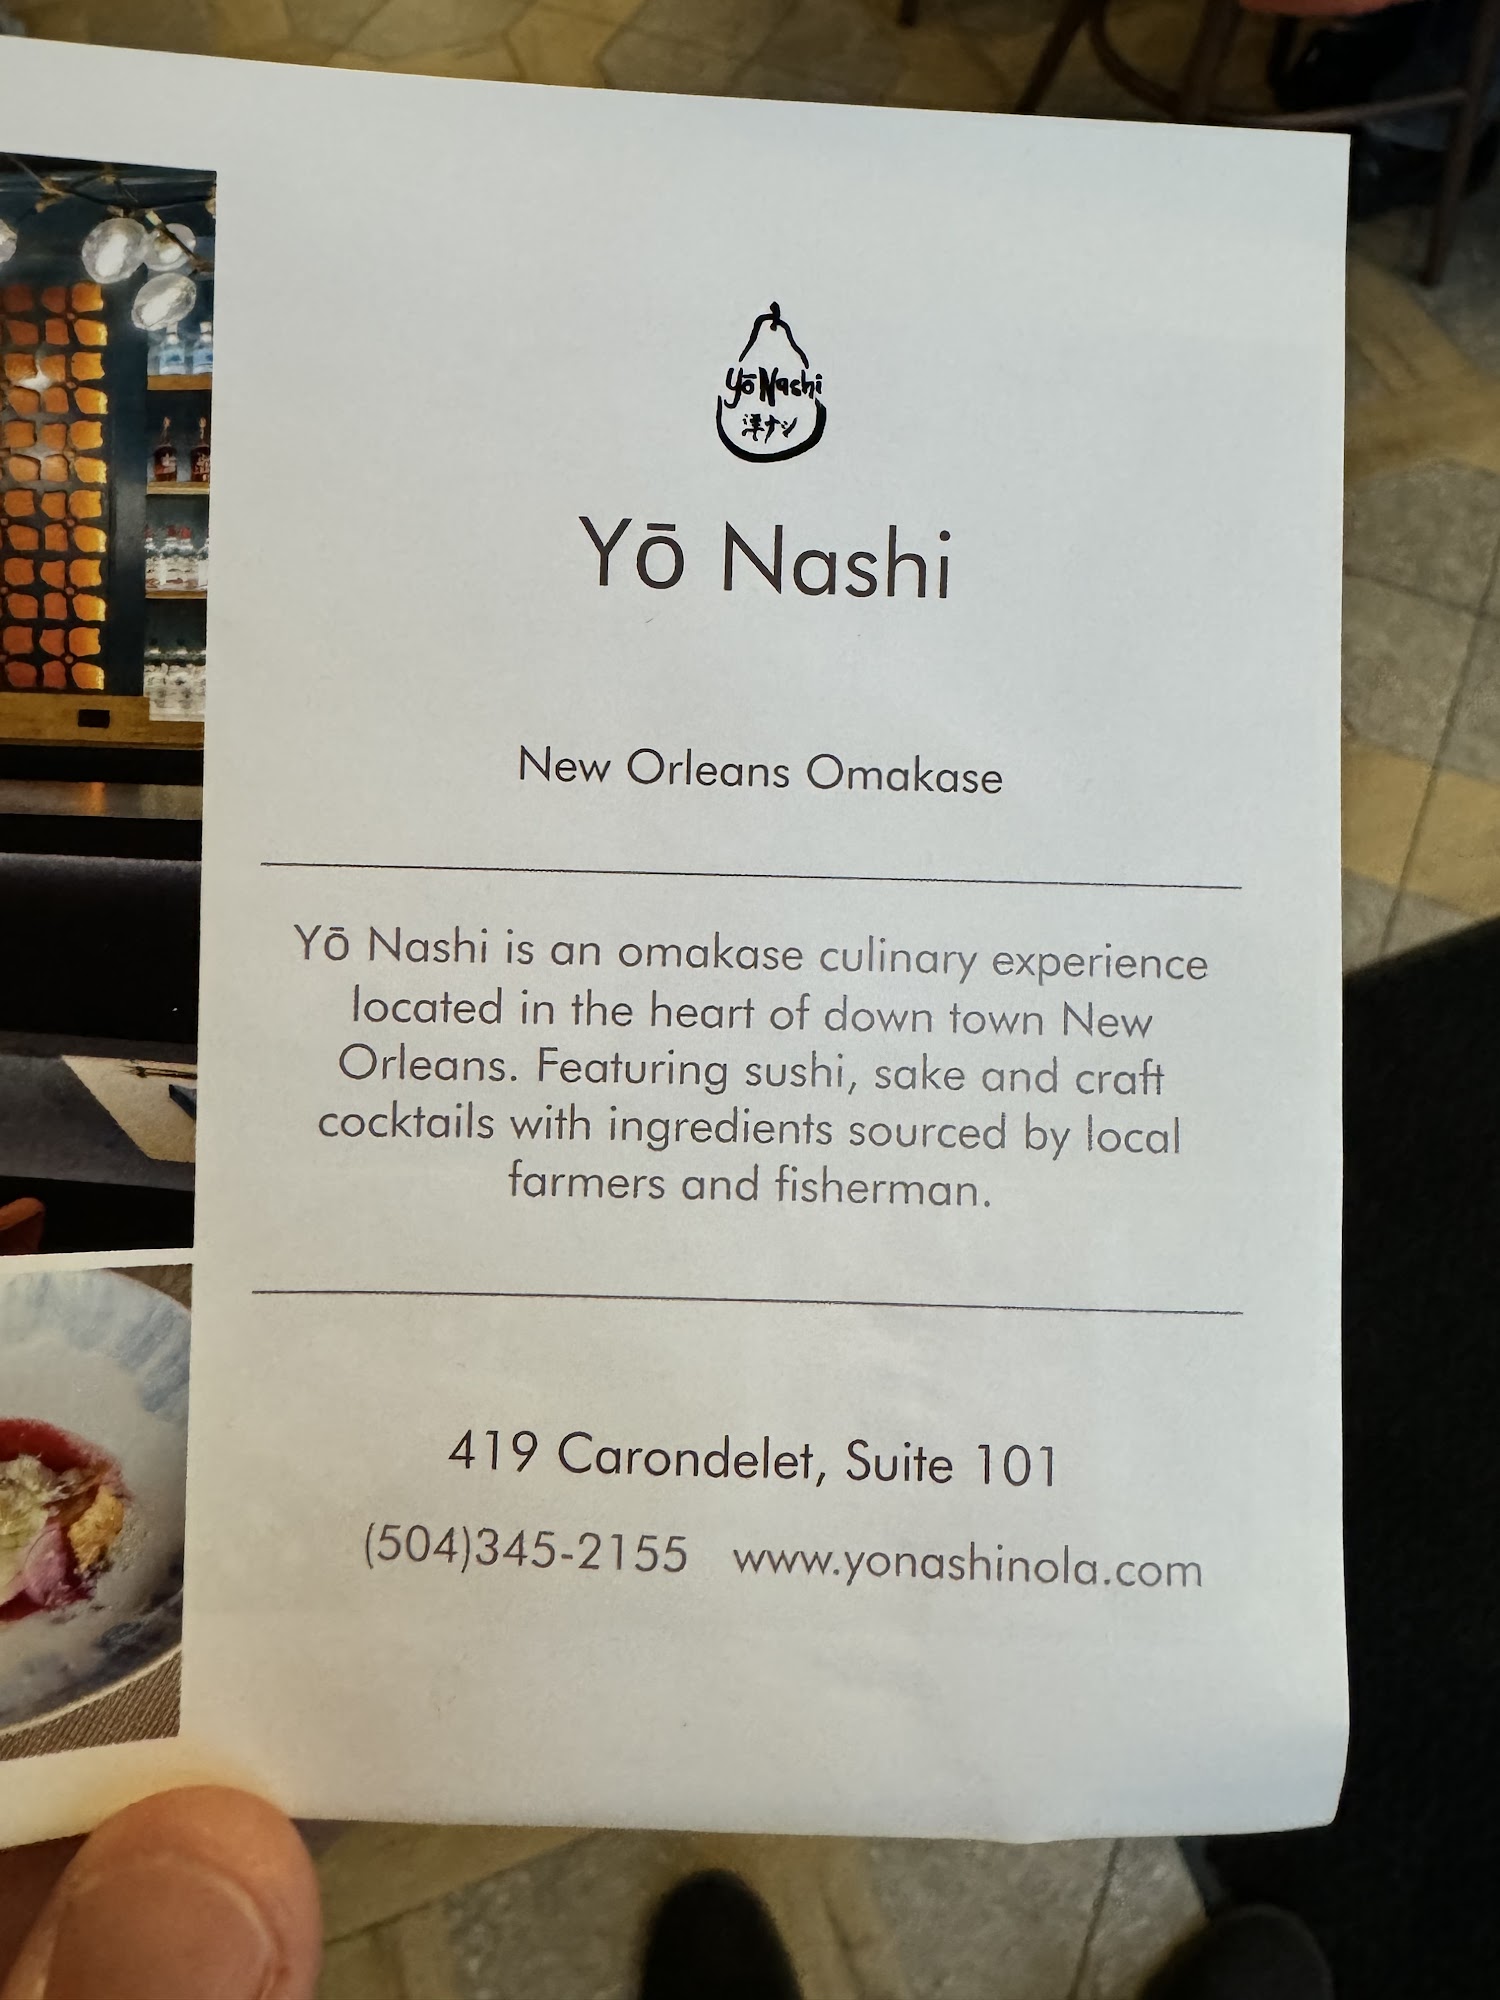 Yō Nashi
洋ナシ
Yō Nashi
New Orleans Omakase
Yō Nashi is an omakase culinary experience
located in the heart of down town New
Orleans. Featuring sushi, sake and craft
cocktails with ingredients sourced by local
farmers and fisherman.
419 Carondelet, Suite 101
(504)345-2155 www.yonashinola.com